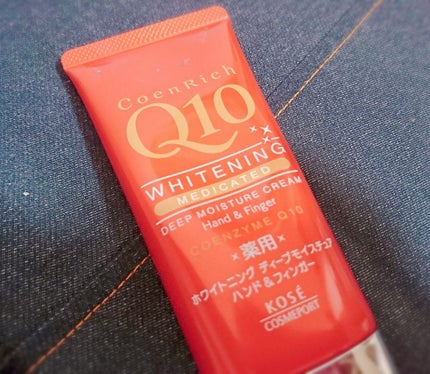 CoenRich
Q10
WHITENING
MEDICATED
DEEP MOISTURE CREAM
Hand & Finger
COENZYME Q10
薬用
ホワイトニング ディープモイスチュア
ハンド&フィンガー
KOSÉ
COSMEPORT